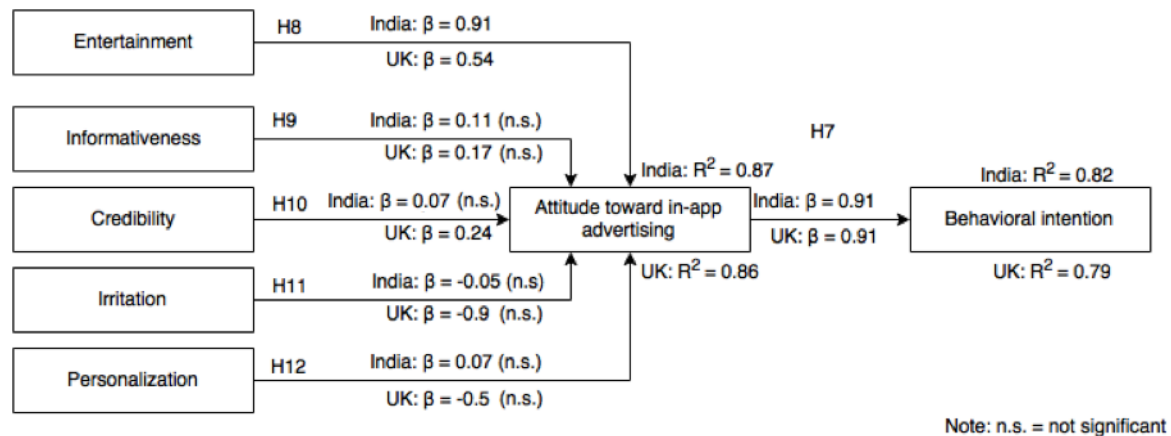 Entertainment
H8
India: β = 0.91
UK: β = 0.54
Informativeness
H9
India: β = 0.11 (n.s.)
UK: β = 0.17 (n.s.)
H7
Credibility
H10
India: β = 0.07 (n.s.)
UK: β = 0.24
India: R² = 0.87
Attitude toward in-app
advertising
UK: R² = 0.86
India: β = 0.91
UK: β = 0.91
India: R² = 0.82
Behavioral intention
UK: R² = 0.79
Irritation
H11
India: β = -0.05 (n.s)
UK: β = -0.9 (n.s.)
Personalization
H12
India: β = 0.07 (n.s.)
UK: β = -0.5 (n.s.)
Note: n.s. = not significant